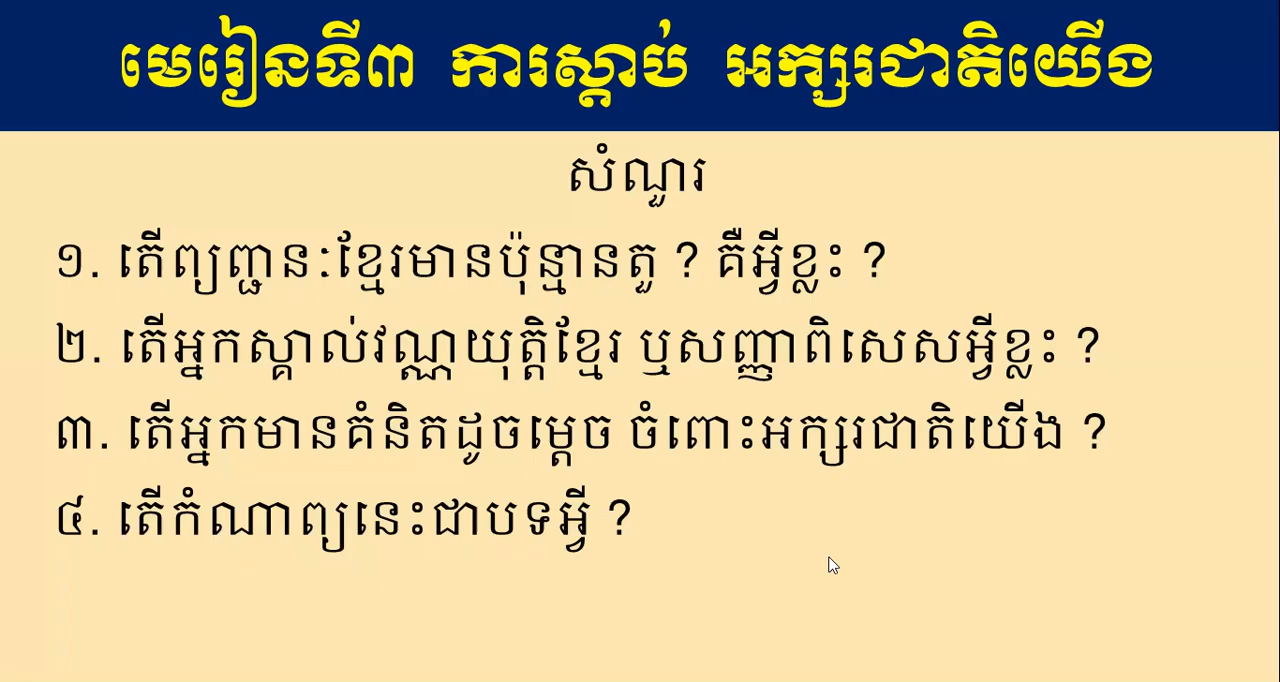 មេរៀនទី៣ ការស្ដាប់ អក្សរជាតិយើង
សំណួរ
១. តើព្យញ្ជនៈខ្មែរមានប៉ុន្មានតួ ? គឺអ្វីខ្លះ ?
២. តើអ្នកស្គាល់វណ្ណយុត្តិខ្មែរ ឬសញ្ញាពិសេសអ្វីខ្លះ ?
៣. តើអ្នកមានគំនិតដូចម្ដេច ចំពោះអក្សរជាតិយើង ?
៤. តើកំណាព្យនេះជាបទអ្វី ?